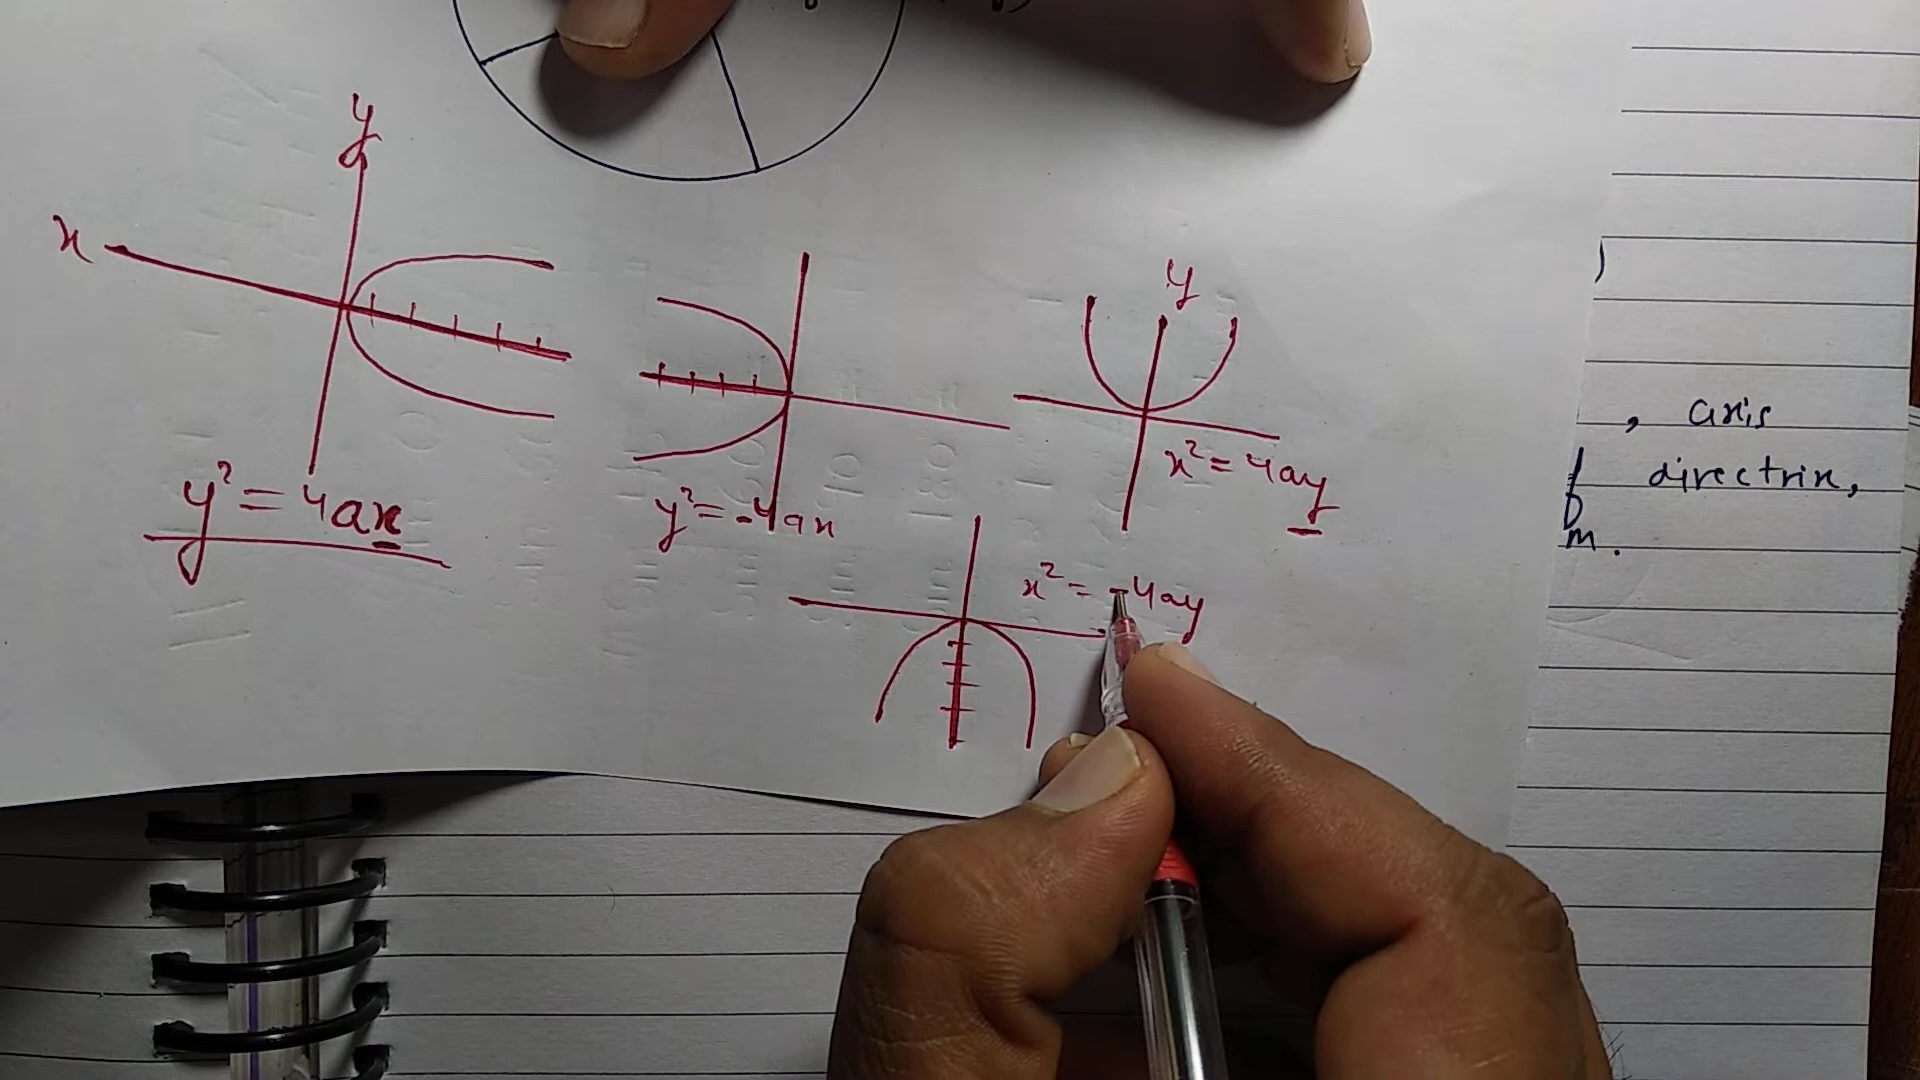 y
x
y² = 4ax
y² = -4ax
y
x² = 4ay
x² = -4ay
, axis
directrix,
m.